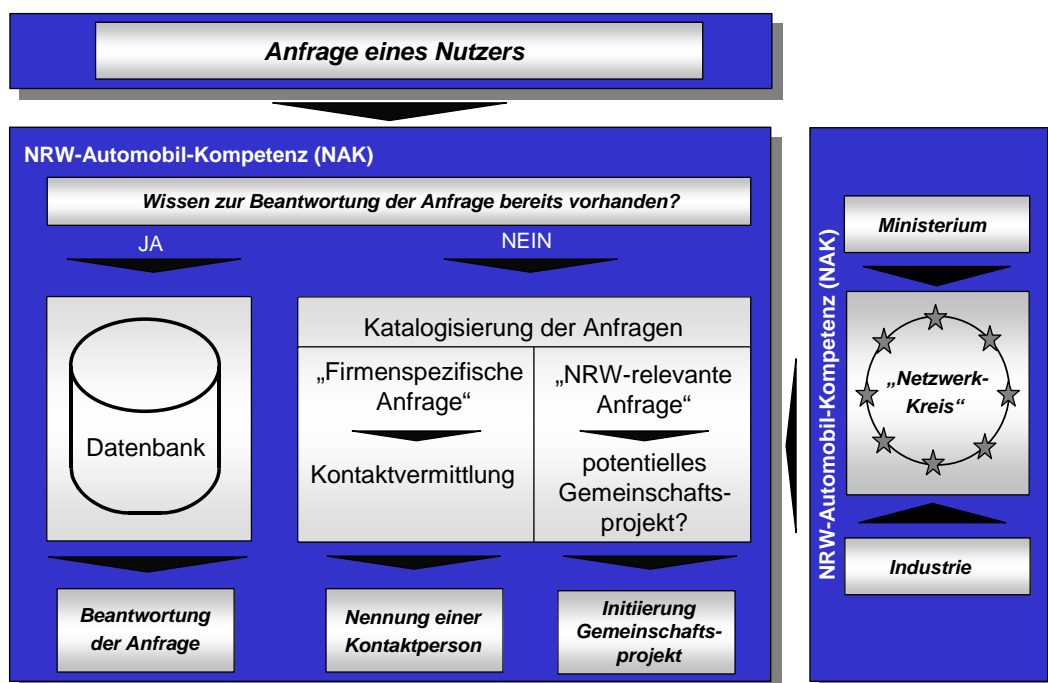 Anfrage eines Nutzers
NRW-Automobil-Kompetenz (NAK)
Wissen zur Beantwortung der Anfrage bereits vorhanden?
JA
NEIN
Datenbank
Katalogisierung der Anfragen
„Firmenspezifische
Anfrage“
Kontaktvermittlung
„NRW-relevante
Anfrage“
potentielles
Gemeinschafts-
projekt?
Beantwortung
der Anfrage
Nennung einer
Kontaktperson
Initiierung
Gemeinschafts-
projekt
NRW-Automobil-Kompetenz (NAK)
Ministerium
„Netzwerk-
Kreis“
Industrie